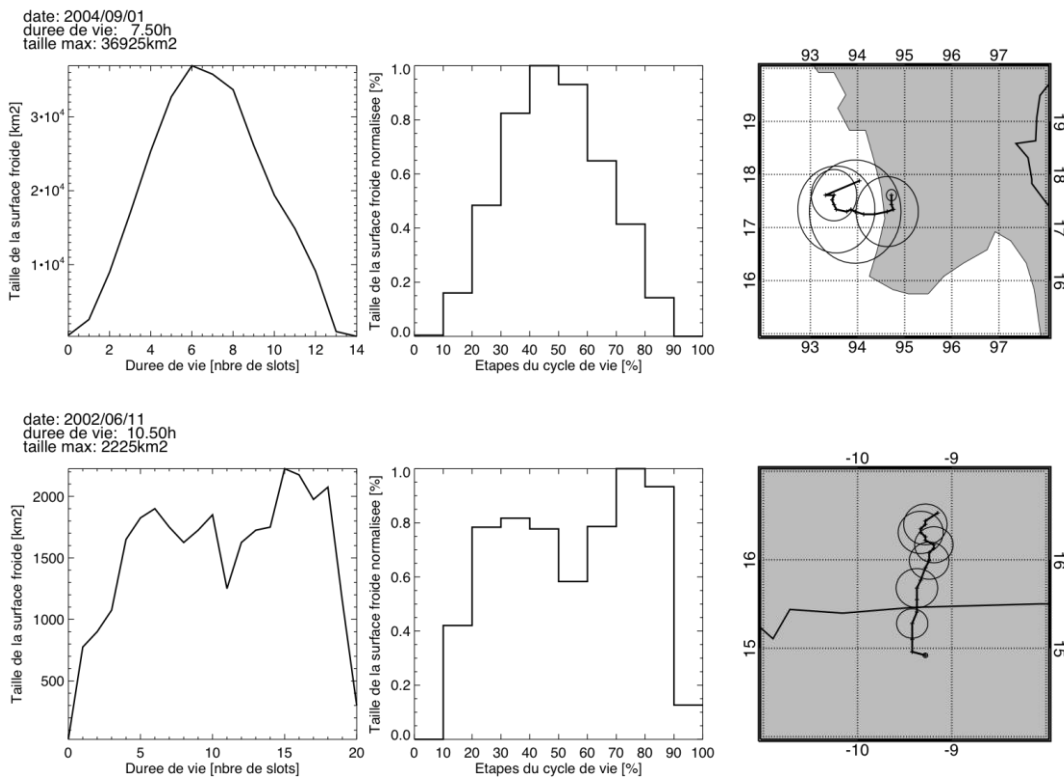 date: 2004/09/01
duree de vie: 7.50h
taille max: 36925km2
Taille de la surface froide [km2]
3•10⁴
2•10⁴
1•10⁴
0 2 4 6 8 10 12 14
Duree de vie [nbre de slots]
Taille de la surface froide normalisee [%]
1.0
0.8
0.6
0.4
0.2
0.0
0 10 20 30 40 50 60 70 80 90 100
Etapes du cycle de vie [%]
93 94 95 96 97
19 19
18 18
17 17
16 16
93 94 95 96 97
date: 2002/06/11
duree de vie: 10.50h
taille max: 2225km2
Taille de la surface froide [km2]
2000
1500
1000
500
0 5 10 15 20
Duree de vie [nbre de slots]
Taille de la surface froide normalisee [%]
1.0
0.8
0.6
0.4
0.2
0.0
0 10 20 30 40 50 60 70 80 90 100
Etapes du cycle de vie [%]
-10 -9
16 16
15 15
-10 -9